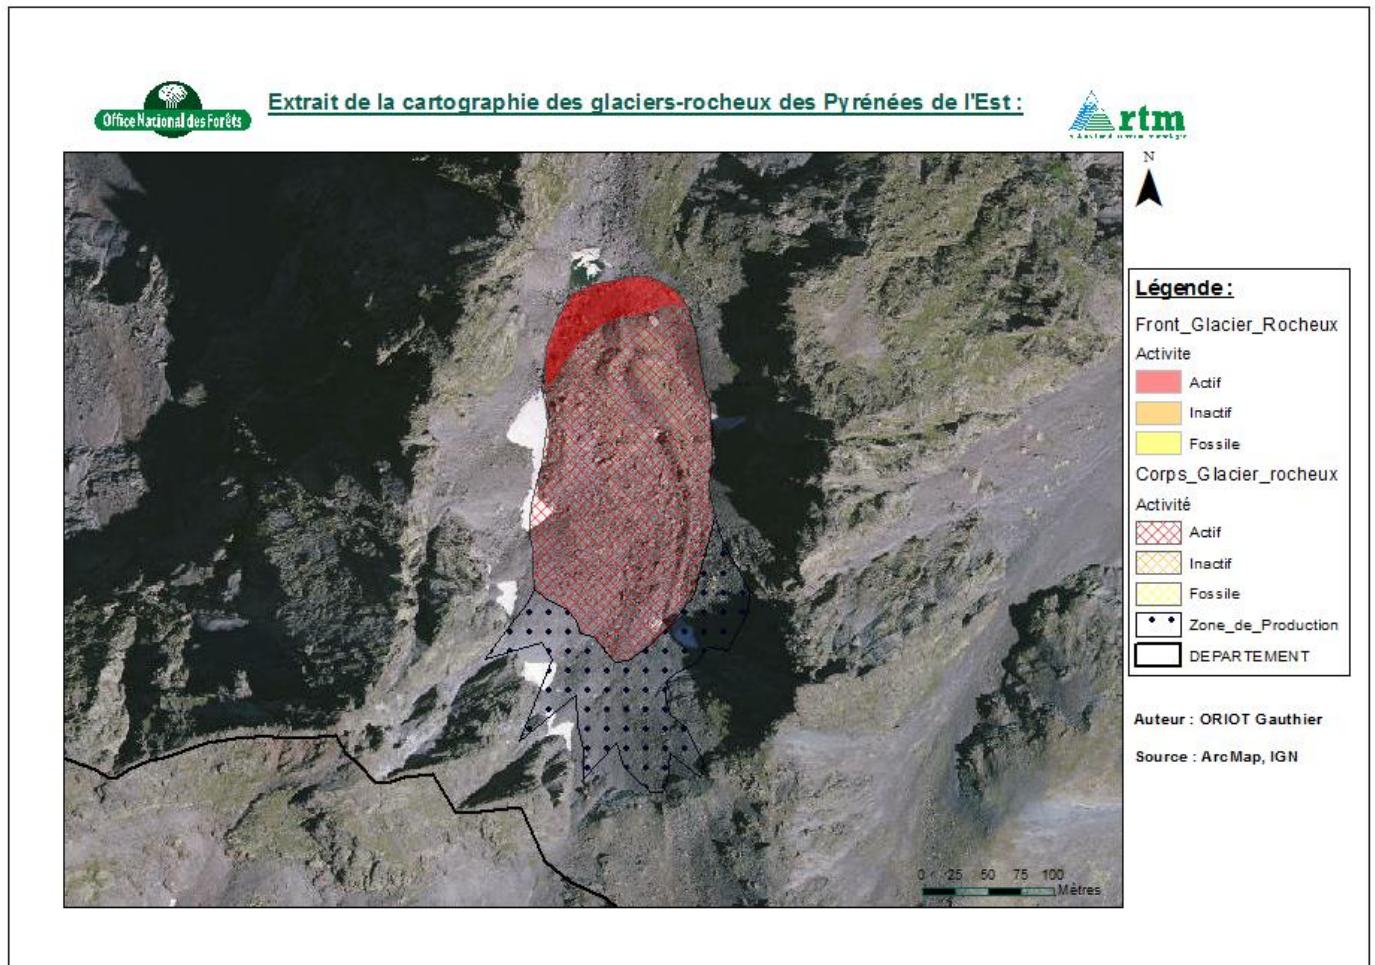 Office National des Forêts
Extrait de la cartographie des glaciers-rocheux des Pyrénées de l'Est :
rtm
N
Légende :
Front_Glacier_Rocheux
Activite
Actif
Inactif
Fossile
Corps_Glacier_rocheux
Activité
Actif
Inactif
Fossile
Zone_de_Production
DEPARTEMENT
Auteur : ORIOT Gauthier
Source : ArcMap, IGN
0 25 50 75 100
Mètres